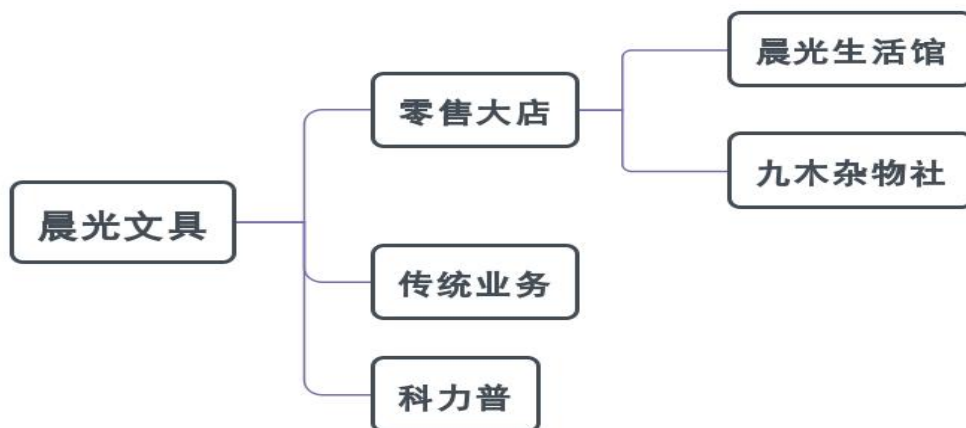 晨光文具
零售大店
晨光生活馆
九木杂物社
传统业务
科力普